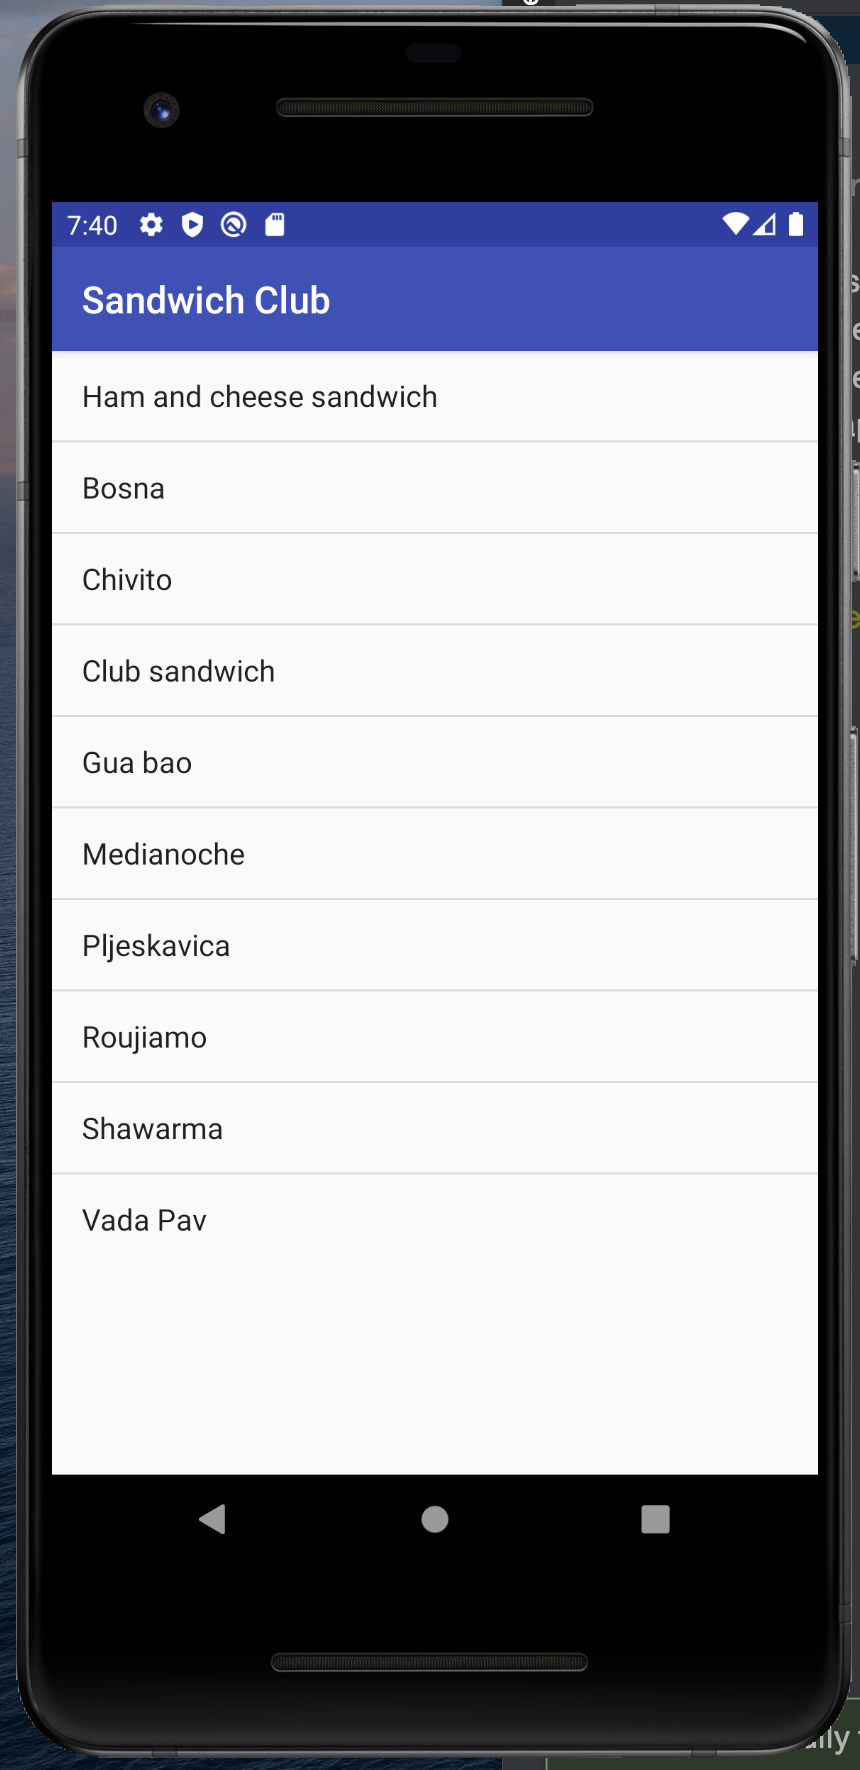 7:40
Sandwich Club
Ham and cheese sandwich
Bosna
Chivito
Club sandwich
Gua bao
Medianoche
Pljeskavica
Roujiamo
Shawarma
Vada Pav